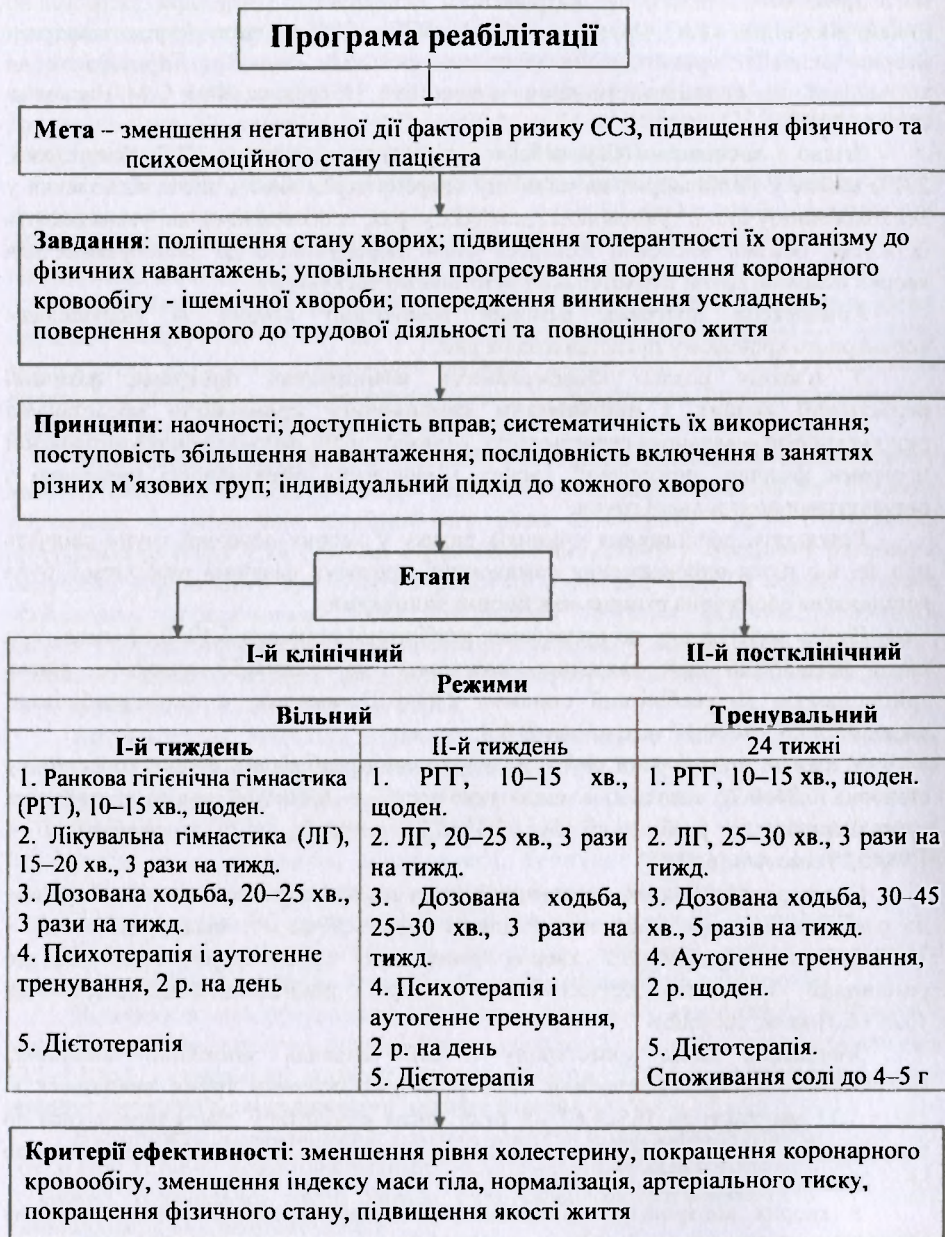 Програма реабілітації
Мета – зменшення негативної дії факторів ризику ССЗ, підвищення фізичного та
психоемоційного стану пацієнта
Завдання: поліпшення стану хворих; підвищення толерантності їх організму до
фізичних навантажень; уповільнення прогресування порушення коронарного
кровообігу - ішемічної хвороби; попередження виникнення ускладнень;
повернення хворого до трудової діяльності та повноцінного життя
Принципи: наочності; доступність вправ; систематичність їх використання;
поступовість збільшення навантаження; послідовність включення в заняттях
різних м’язових груп; індивідуальний підхід до кожного хворого
Етапи
І-й клінічний
ІІ-й постклінічний
Режими
Вільний
Тренувальний
І-й тиждень
ІІ-й тиждень
24 тижні
1. Ранкова гігієнічна гімнастика
(РГГ), 10–15 хв., щоден.
2. Лікувальна гімнастика (ЛГ),
15–20 хв., 3 рази на тижд.
3. Дозована ходьба, 20–25 хв.,
3 рази на тижд.
4. Психотерапія і аутогенне
тренування, 2 р. на день
5. Дієтотерапія
1. РГГ, 10–15 хв.,
щоден.
2. ЛГ, 20–25 хв., 3 рази
на тижд.
3. Дозована ходьба,
25–30 хв., 3 рази на
тижд.
4. Психотерапія і
аутогенне тренування,
2 р. на день
5. Дієтотерапія
1. РГГ, 10–15 хв., щоден.
2. ЛГ, 25–30 хв., 3 рази на
тижд.
3. Дозована ходьба, 30–45
хв., 5 разів на тижд.
4. Аутогенне тренування,
2 р. щоден.
5. Дієтотерапія.
Споживання солі до 4–5 г
Критерії ефективності: зменшення рівня холестерину, покращення коронарного
кровообігу, зменшення індексу маси тіла, нормалізація, артеріального тиску,
покращення фізичного стану, підвищення якості життя